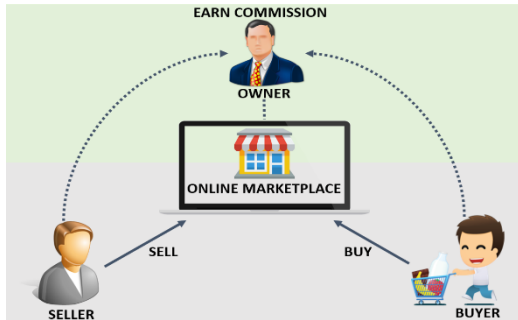 EARN COMMISSION
OWNER
ONLINE MARKETPLACE
SELL
BUY
SELLER
BUYER